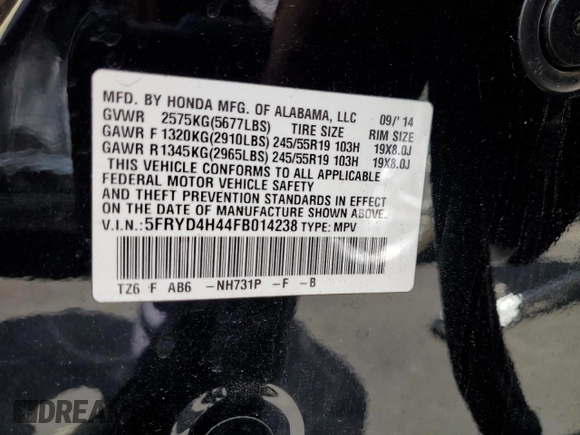 MFD. BY HONDA MFG. OF ALABAMA, LLC 09/'14
GVWR 2575KG(5677LBS) TIRE SIZE RIM SIZE
GAWR F 1320KG(2910LBS) 245/55R19 103H 19X8.0J
GAWR R 1345KG(2965LBS) 245/55R19 103H 19X8.0J
THIS VEHICLE CONFORMS TO ALL APPLICABLE
FEDERAL MOTOR VEHICLE SAFETY
AND THEFT PREVENTION STANDARDS IN EFFECT
ON THE DATE OF MANUFACTURE SHOWN ABOVE.
V.I.N.: 5FRYD4H44FB014238 TYPE: MPV
TZ6 F AB6 -NH731P -F -B